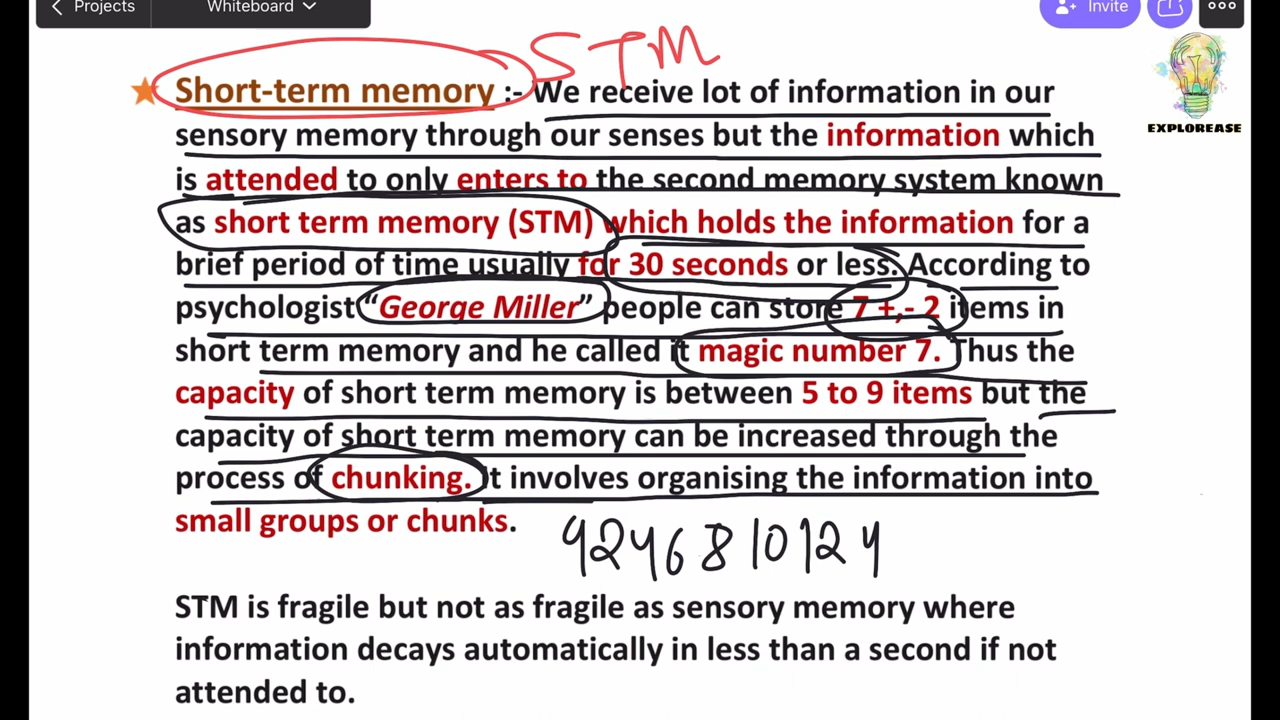 Projects
Whiteboard
Invite
STM
Short-term memory :- We receive lot of information in our
sensory memory through our senses but the information which
is attended to only enters to the second memory system known
as short term memory (STM) which holds the information for a
brief period of time usually for 30 seconds or less. According to
psychologist “George Miller” people can store 7 +,- 2 items in
short term memory and he called it magic number 7. Thus the
capacity of short term memory is between 5 to 9 items but the
capacity of short term memory can be increased through the
process of chunking. It involves organising the information into
small groups or chunks.
9246810124
STM is fragile but not as fragile as sensory memory where
information decays automatically in less than a second if not
attended to.
EXPLOREASE